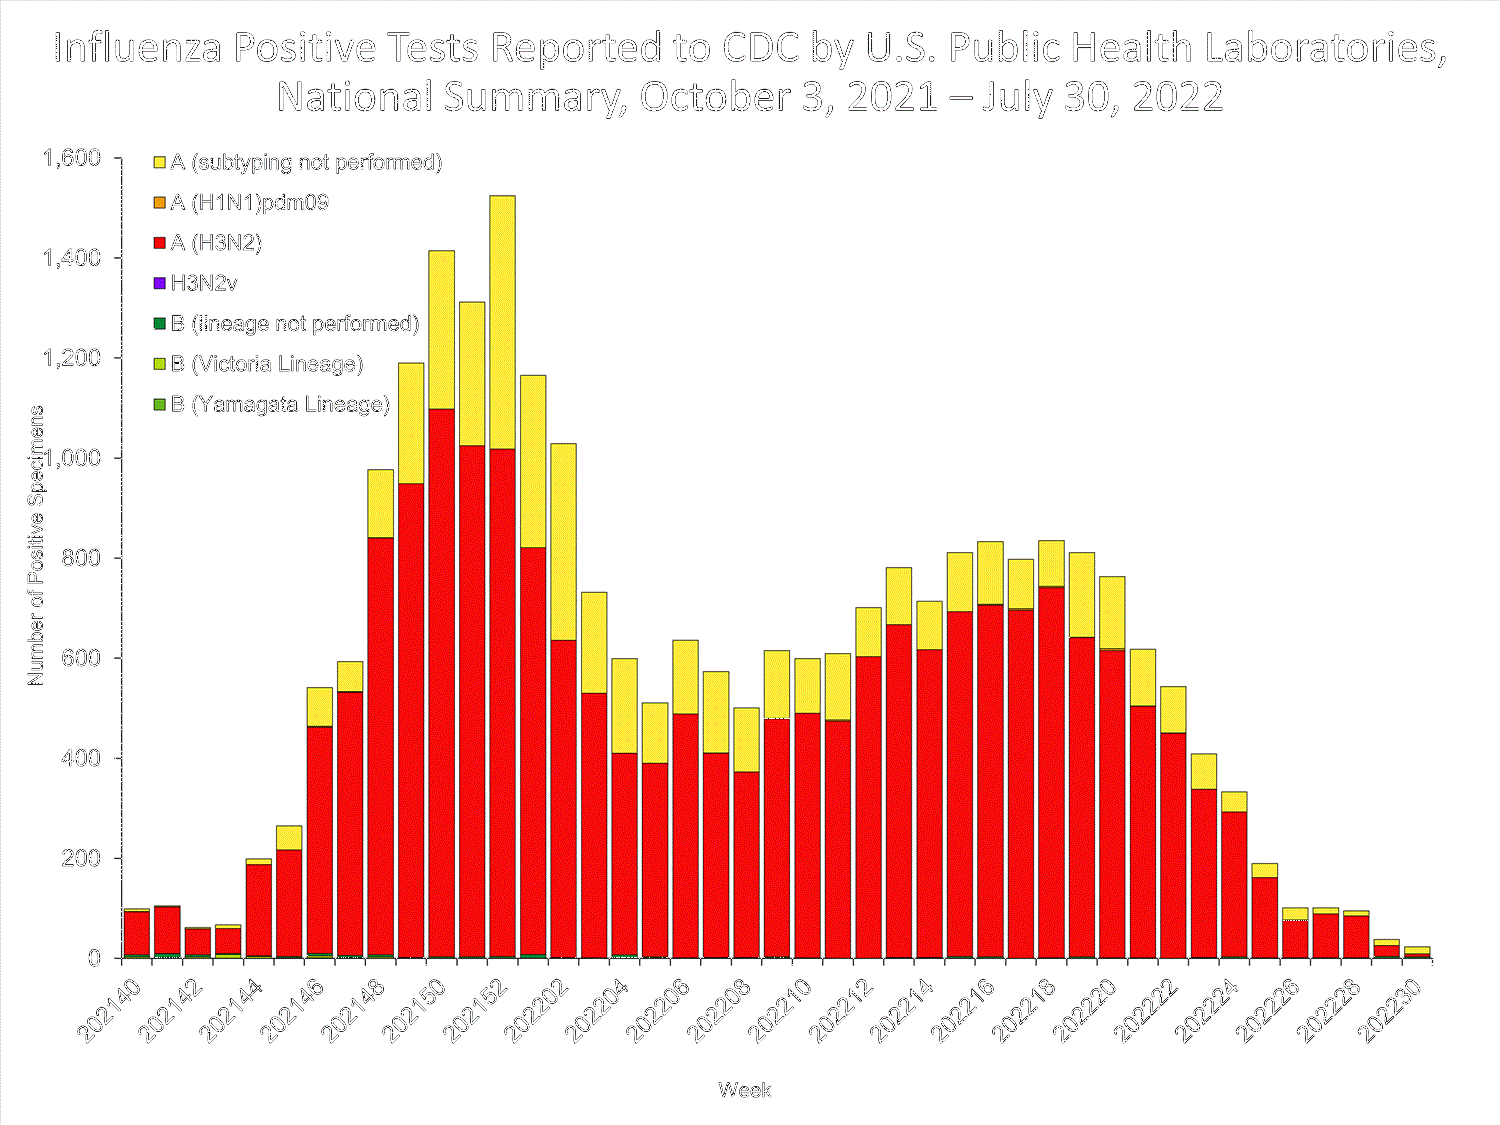 Influenza Positive Tests Reported to CDC by U.S. Public Health Laboratories,
National Summary, October 3, 2021 – July 30, 2022
A (subtyping not performed)
A (H1N1)pdm09
A (H3N2)
H3N2v
B (lineage not performed)
B (Victoria Lineage)
B (Yamagata Lineage)
Number of Positive Specimens
1,600
1,400
1,200
1,000
800
600
400
200
0
202140
202142
202144
202146
202148
202150
202152
202202
202204
202206
202208
202210
202212
202214
202216
202218
202220
202222
202224
202226
202228
202230
Week